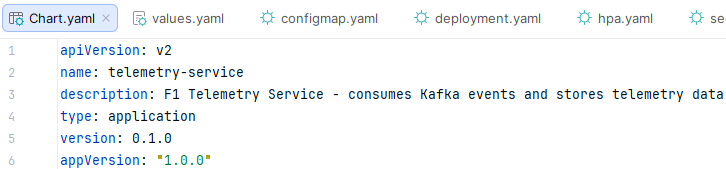 Chart.yaml values.yaml configmap.yaml deployment.yaml hpa.yaml se
1 apiVersion: v2
2 name: telemetry-service
3 description: F1 Telemetry Service - consumes Kafka events and stores telemetry data
4 type: application
5 version: 0.1.0
6 appVersion: "1.0.0"